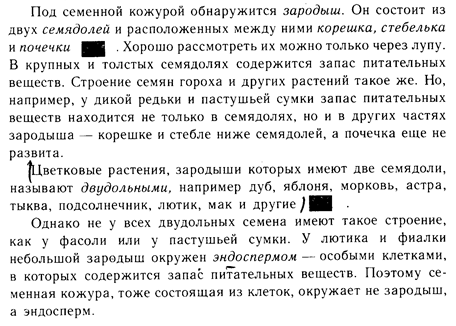 Под семенной кожурой обнаружится зародыш. Он состоит из
двух семядолей и расположенных между ними корешка, стебелька
и почечки . Хорошо рассмотреть их можно только через лупу.
В крупных и толстых семядолях содержится запас питательных
веществ. Строение семян гороха и других растений такое же. Но,
например, у дикой редьки и пастушьей сумки запас питательных
веществ находится не только в семядолях, но и в других частях
зародыша — корешке и стебле ниже семядолей, а почечка еще не
развита.
Цветковые растения, зародыши которых имеют две семядоли,
называют двудольными, например дуб, яблоня, морковь, астра,
тыква, подсолнечник, лютик, мак и другие ) .
Однако не у всех двудольных семена имеют такое строение,
как у фасоли или у пастушьей сумки. У лютика и фиалки
небольшой зародыш окружен эндоспермом — особыми клетками,
в которых содержится запас питательных веществ. Поэтому се-
менная кожура, тоже состоящая из клеток, окружает не зародыш,
а эндосперм.